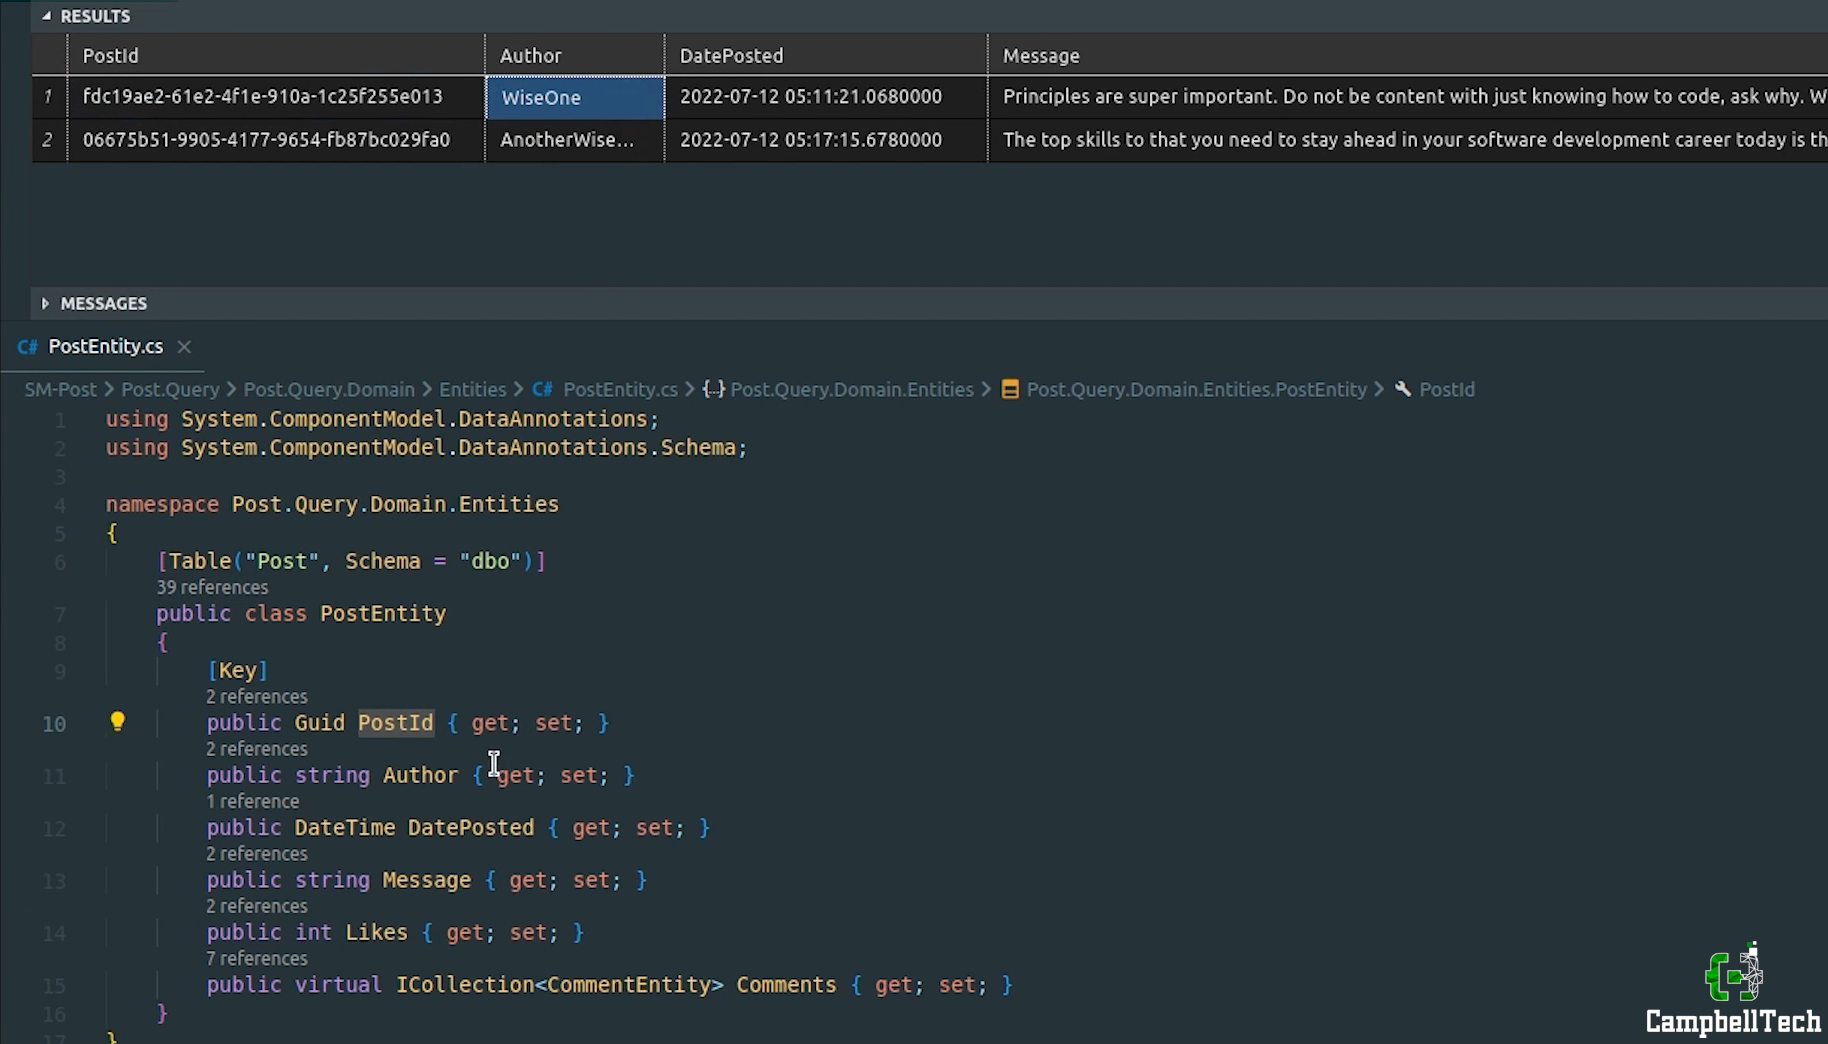 RESULTS
PostId Author DatePosted Message
1 fdc19ae2-61e2-4f1e-910a-1c25f255e013 WiseOne 2022-07-12 05:11:21.0680000 Principles are super important. Do not be content with just knowing how to code, ask why. W
2 06675b51-9905-4177-9654-fb87bc029fa0 AnotherWise... 2022-07-12 05:17:15.6780000 The top skills to that you need to stay ahead in your software development career today is th
MESSAGES
C# PostEntity.cs ×
SM-Post > Post.Query > Post.Query.Domain > Entities > C# PostEntity.cs > {} Post.Query.Domain.Entities > Post.Query.Domain.Entities.PostEntity > PostId
1 using System.ComponentModel.DataAnnotations;
2 using System.ComponentModel.DataAnnotations.Schema;
3
4 namespace Post.Query.Domain.Entities
5 {
6 [Table("Post", Schema = "dbo")]
39 references
7 public class PostEntity
8 {
9 [Key]
2 references
10 public Guid PostId { get; set; }
2 references
11 public string Author { get; set; }
1 reference
12 public DateTime DatePosted { get; set; }
2 references
13 public string Message { get; set; }
2 references
14 public int Likes { get; set; }
7 references
15 public virtual ICollection<CommentEntity> Comments { get; set; }
16 }
17 }
CampbellTech